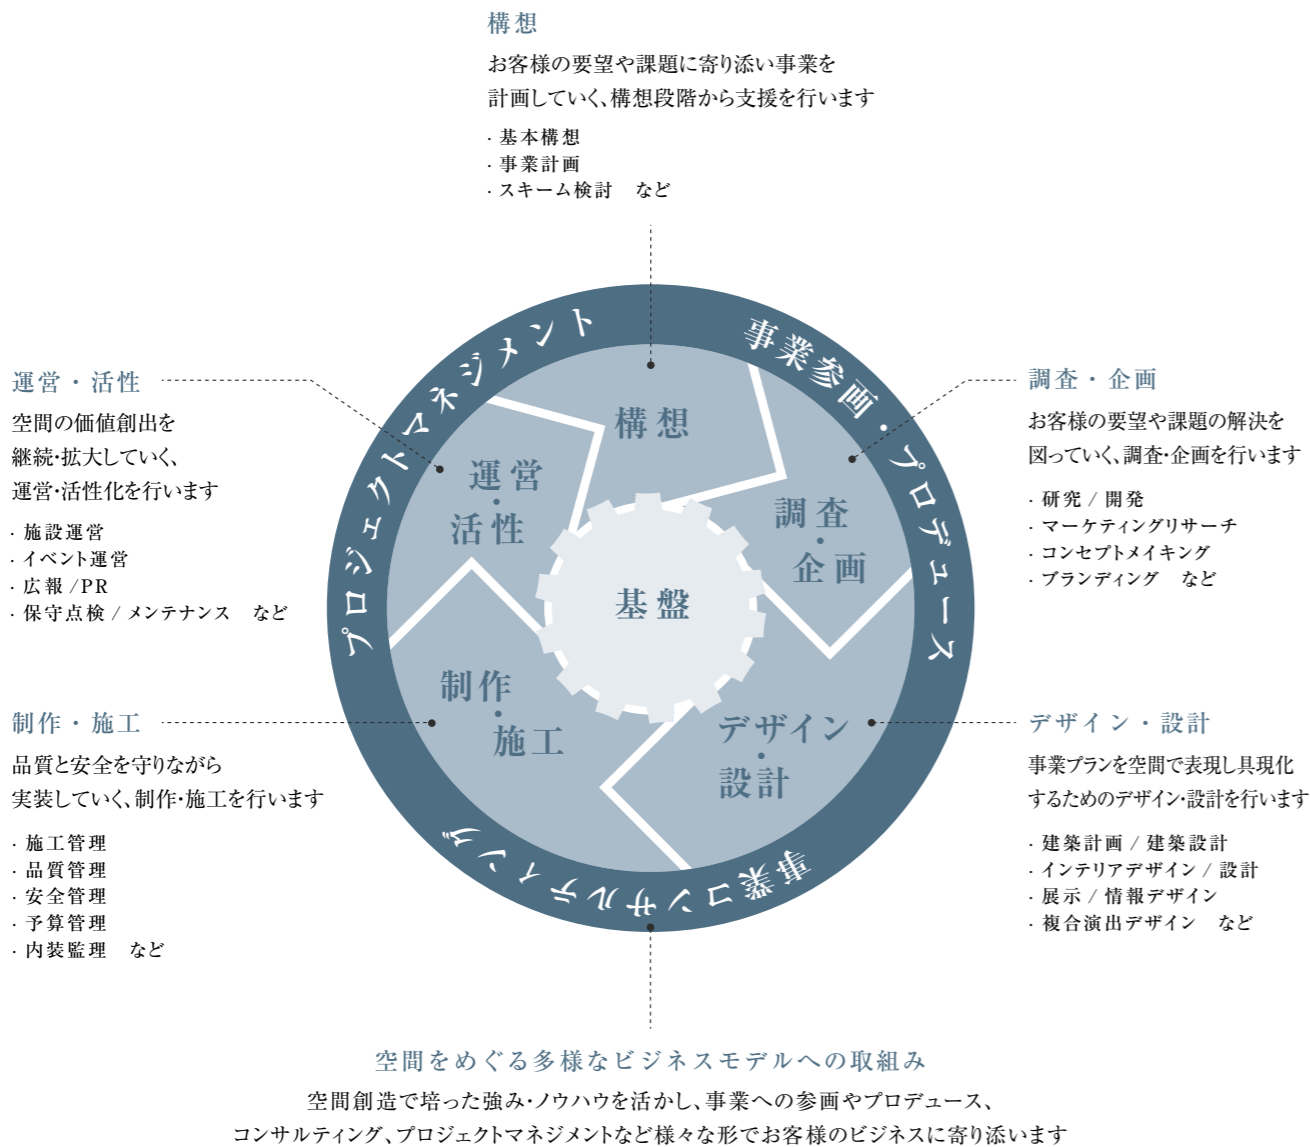 構想
お客様の要望や課題に寄り添い事業を
計画していく、構想段階から支援を行います
· 基本構想
· 事業計画
· スキーム検討　など
運営・活性
空間の価値創出を
継続・拡大していく、
運営・活性化を行います
· 施設運営
· イベント運営
· 広報 / PR
· 保守点検 / メンテナンス　など
調査・企画
お客様の要望や課題の解決を
図っていく、調査・企画を行います
· 研究 / 開発
· マーケティングリサーチ
· コンセプトメイキング
· ブランディング　など
プロジェクトマネジメント
事業参画・プロデュース
事業コンサルティング
構想
運営
・
活性
調査
・
企画
基盤
制作
・
施工
デザイン
・
設計
制作・施工
品質と安全を守りながら
実装していく、制作・施工を行います
· 施工管理
· 品質管理
· 安全管理
· 予算管理
· 内装監理　など
デザイン・設計
事業プランを空間で表現し具現化
するためのデザイン・設計を行います
· 建築計画 / 建築設計
· インテリアデザイン / 設計
· 展示 / 情報デザイン
· 複合演出デザイン　など
空間をめぐる多様なビジネスモデルへの取組み
空間創造で培った強み・ノウハウを活かし、事業への参画やプロデュース、
コンサルティング、プロジェクトマネジメントなど様々な形でお客様のビジネスに寄り添います